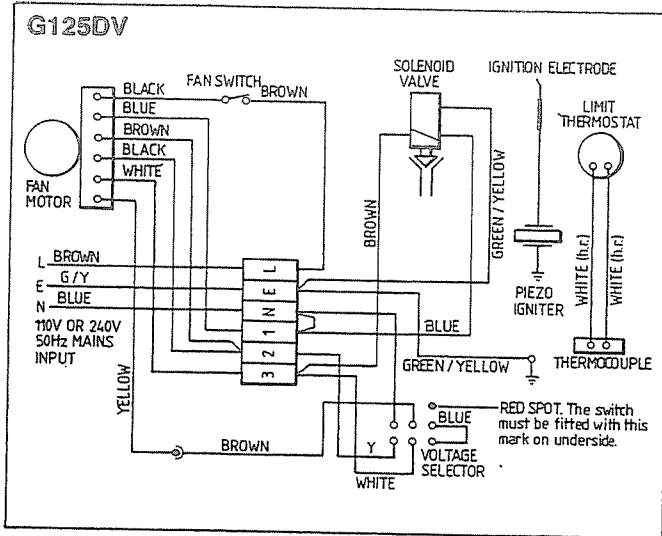 G125DV
BLACK
FAN SWITCH
BROWN
BLUE
BROWN
BLACK
WHITE
FAN
MOTOR
SOLENOID
VALVE
IGNITION ELECTRODE
LIMIT
THERMOSTAT
BROWN
GREEN / YELLOW
WHITE (h.r.)
WHITE (h.r.)
PIEZO
IGNITER
THERMOCOUPLE
L BROWN
E G/Y
N BLUE
110V OR 240V
50Hz MAINS
INPUT
L
E
N
1
2
3
BLUE
GREEN / YELLOW
YELLOW
BROWN
Y
WHITE
BLUE
VOLTAGE
SELECTOR
RED SPOT. The switch
must be fitted with this
mark on underside.